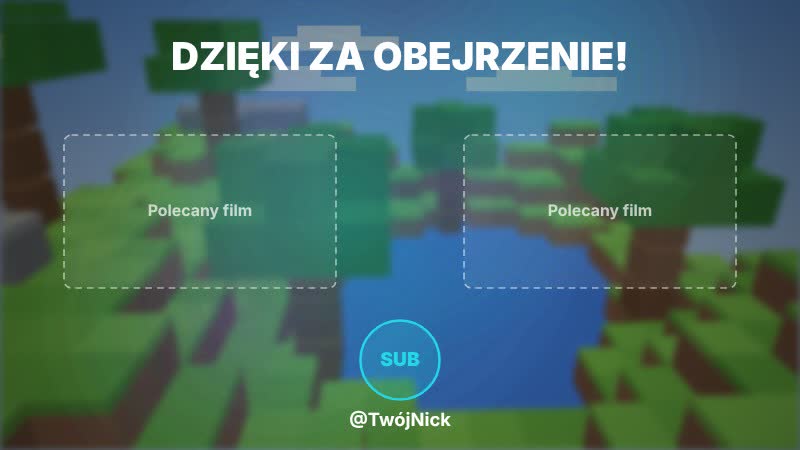 DZIĘKI ZA OBEJRZENIE!
Polecany film
Polecany film
SUB
@TwójNick